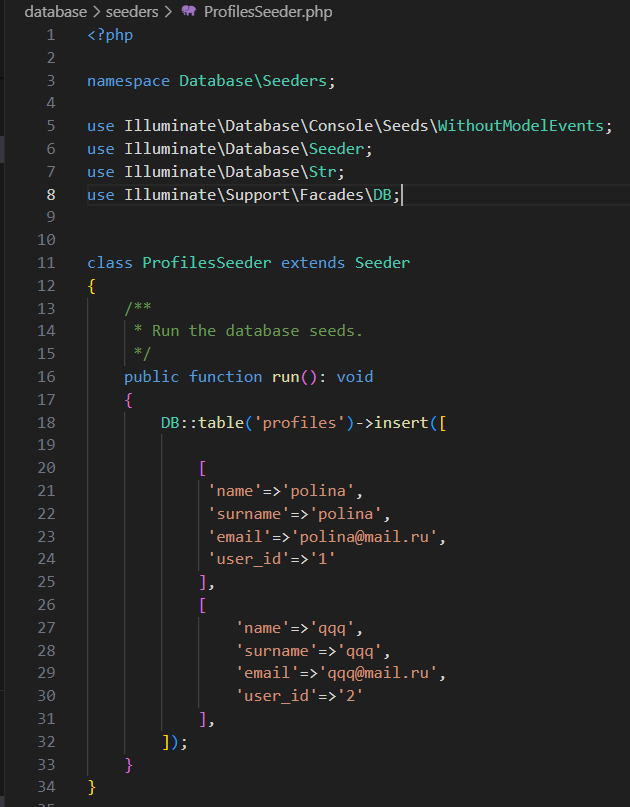 database > seeders > ProfilesSeeder.php
1 <?php
2
3 namespace Database\Seeders;
4
5 use Illuminate\Database\Console\Seeds\WithoutModelEvents;
6 use Illuminate\Database\Seeder;
7 use Illuminate\Database\Str;
8 use Illuminate\Support\Facades\DB;
9
10
11 class ProfilesSeeder extends Seeder
12 {
13     /**
14      * Run the database seeds.
15      */
16     public function run(): void
17     {
18         DB::table('profiles')->insert([
19
20             [
21              'name'=>'polina',
22              'surname'=>'polina',
23              'email'=>'polina@mail.ru',
24              'user_id'=>'1'
25             ],
26             [
27                 'name'=>'qqq',
28                 'surname'=>'qqq',
29                 'email'=>'qqq@mail.ru',
30                 'user_id'=>'2'
31             ],
32         ]);
33     }
34 }